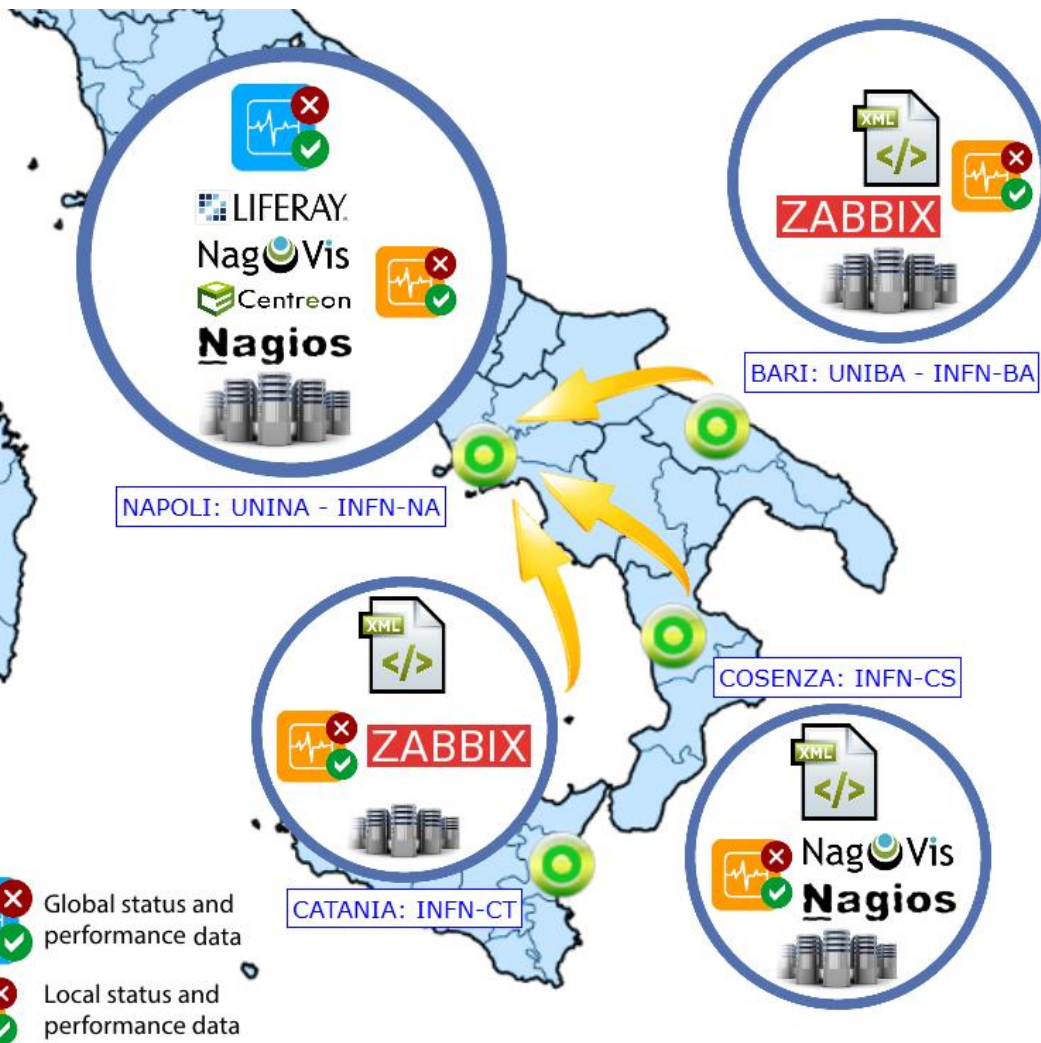 LIFERAY.
NagVis
Centreon
Nagios
NAPOLI: UNINA - INFN-NA
XML
</>
ZABBIX
BARI: UNIBA - INFN-BA
XML
</>
ZABBIX
CATANIA: INFN-CT
COSENZA: INFN-CS
XML
</>
NagVis
Nagios
Global status and
performance data
Local status and
performance data